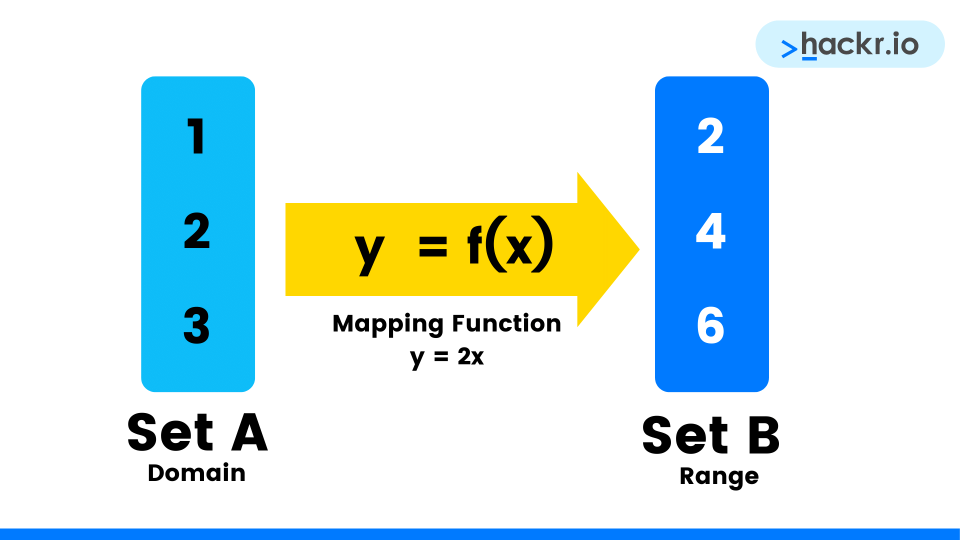 >hackr.io
1
2
3
y = f(x)
Mapping Function
y = 2x
2
4
6
Set A
Domain
Set B
Range